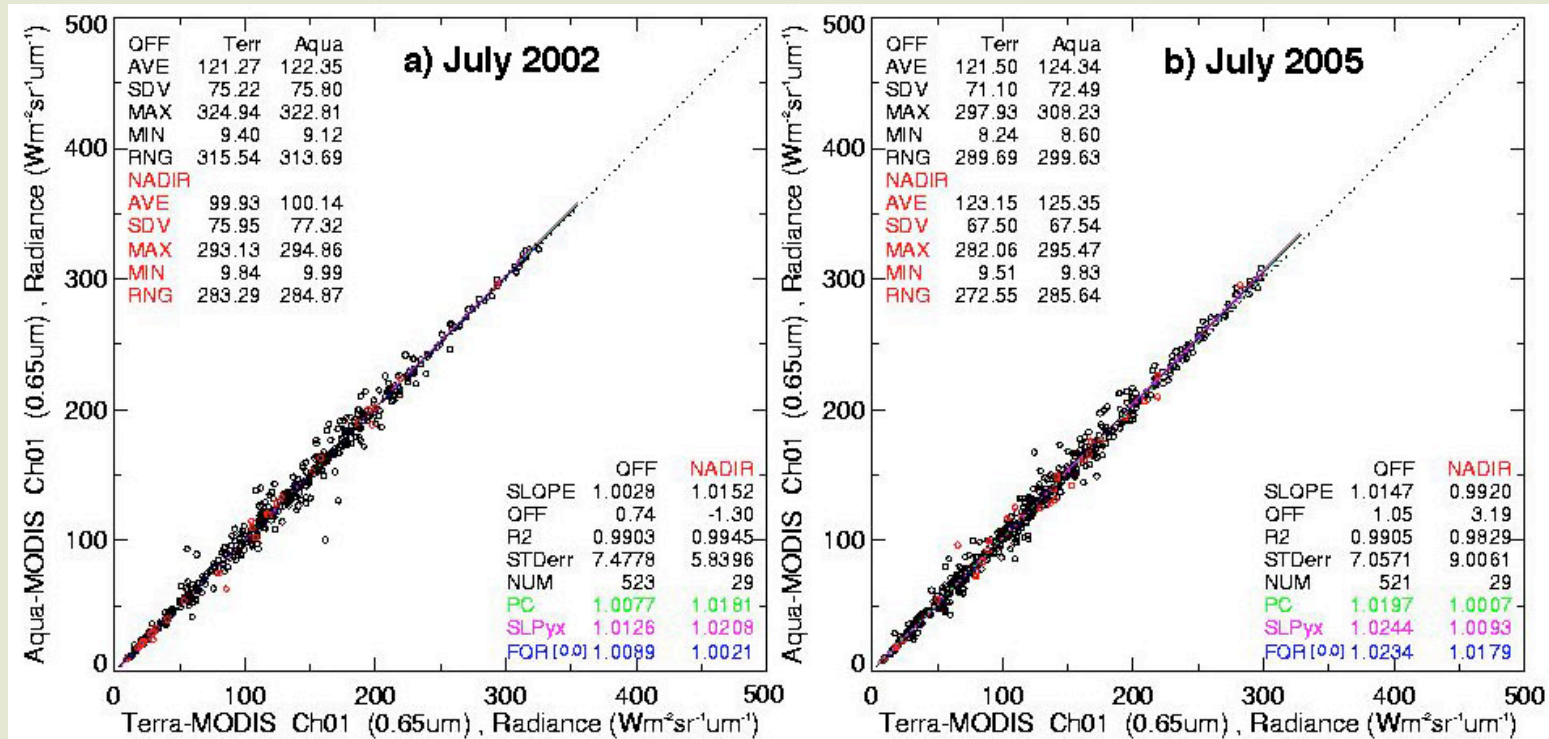 a) July 2002
OFF Terr Aqua
AVE 121.27 122.35
SDV 75.22 75.80
MAX 324.94 322.81
MIN 9.40 9.12
RNG 315.54 313.69
NADIR
AVE 99.93 100.14
SDV 75.95 77.32
MAX 293.13 294.86
MIN 9.84 9.99
RNG 283.29 284.87
OFF NADIR
SLOPE 1.0028 1.0152
OFF 0.74 -1.30
R2 0.9903 0.9945
STDerr 7.4778 5.8396
NUM 523 29
PC 1.0077 1.0181
SLPyx 1.0126 1.0208
FOR[0,0] 1.0089 1.0021
500
400
300
200
100
0
0 100 200 300 400 500
Aqua-MODIS Ch01 (0.65um) , Radiance (Wm-²sr-¹um-¹)
Terra-MODIS Ch01 (0.65um) , Radiance (Wm-²sr-¹um-¹)
b) July 2005
OFF Terr Aqua
AVE 121.50 124.34
SDV 71.10 72.49
MAX 297.93 308.23
MIN 8.24 8.60
RNG 289.69 299.63
NADIR
AVE 123.15 125.35
SDV 67.50 67.54
MAX 282.06 295.47
MIN 9.51 9.83
RNG 272.55 285.64
OFF NADIR
SLOPE 1.0147 0.9920
OFF 1.05 3.19
R2 0.9905 0.9829
STDerr 7.0571 9.0061
NUM 521 29
PC 1.0197 1.0007
SLPyx 1.0244 1.0093
FOR[0,0] 1.0234 1.0179
500
400
300
200
100
0
0 100 200 300 400 500
Aqua-MODIS Ch01 (0.65um) , Radiance (Wm-²sr-¹um-¹)
Terra-MODIS Ch01 (0.65um) , Radiance (Wm-²sr-¹um-¹)